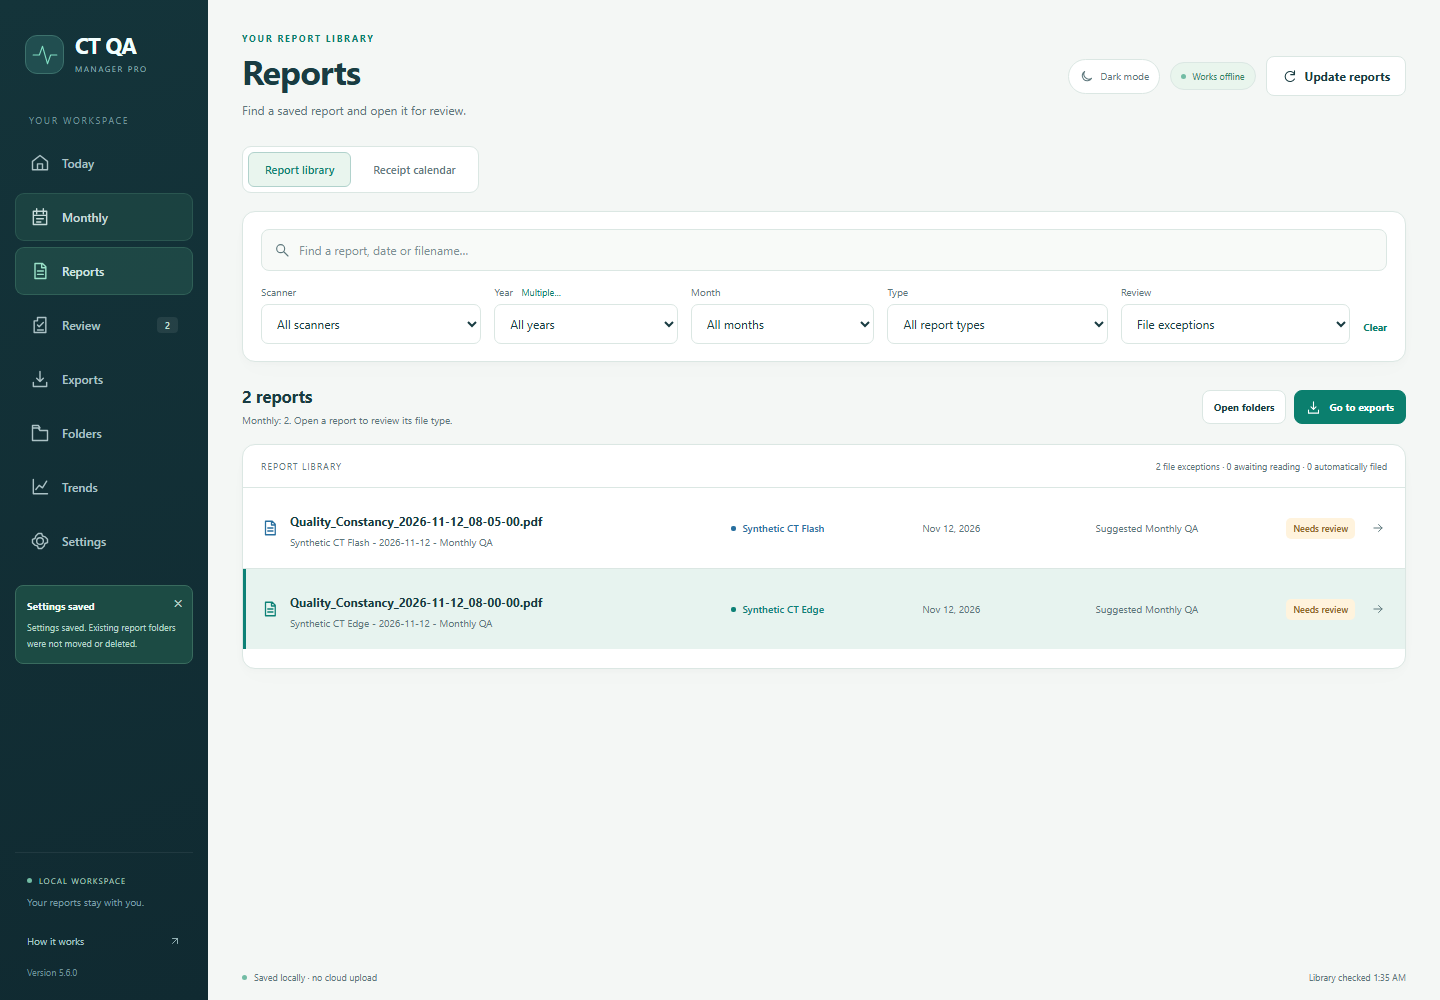 CT QA
MANAGER PRO
YOUR WORKSPACE
Today
Monthly
Reports
Review 2
Exports
Folders
Trends
Settings
Settings saved
Settings saved. Existing report folders
were not moved or deleted.
LOCAL WORKSPACE
Your reports stay with you.
How it works
Version 5.6.0
YOUR REPORT LIBRARY
Reports
Find a saved report and open it for review.
Dark mode
Works offline
Update reports
Report library
Receipt calendar
Find a report, date or filename...
Scanner
Year Multiple...
Month
Type
Review
All scanners
All years
All months
All report types
File exceptions
Clear
2 reports
Monthly: 2. Open a report to review its file type.
Open folders
Go to exports
REPORT LIBRARY
2 file exceptions · 0 awaiting reading · 0 automatically filed
Quality_Constancy_2026-11-12_08-05-00.pdf
Synthetic CT Flash - 2026-11-12 - Monthly QA
Synthetic CT Flash
Nov 12, 2026
Suggested Monthly QA
Needs review
Quality_Constancy_2026-11-12_08-00-00.pdf
Synthetic CT Edge - 2026-11-12 - Monthly QA
Synthetic CT Edge
Nov 12, 2026
Suggested Monthly QA
Needs review
Saved locally · no cloud upload
Library checked 1:35 AM